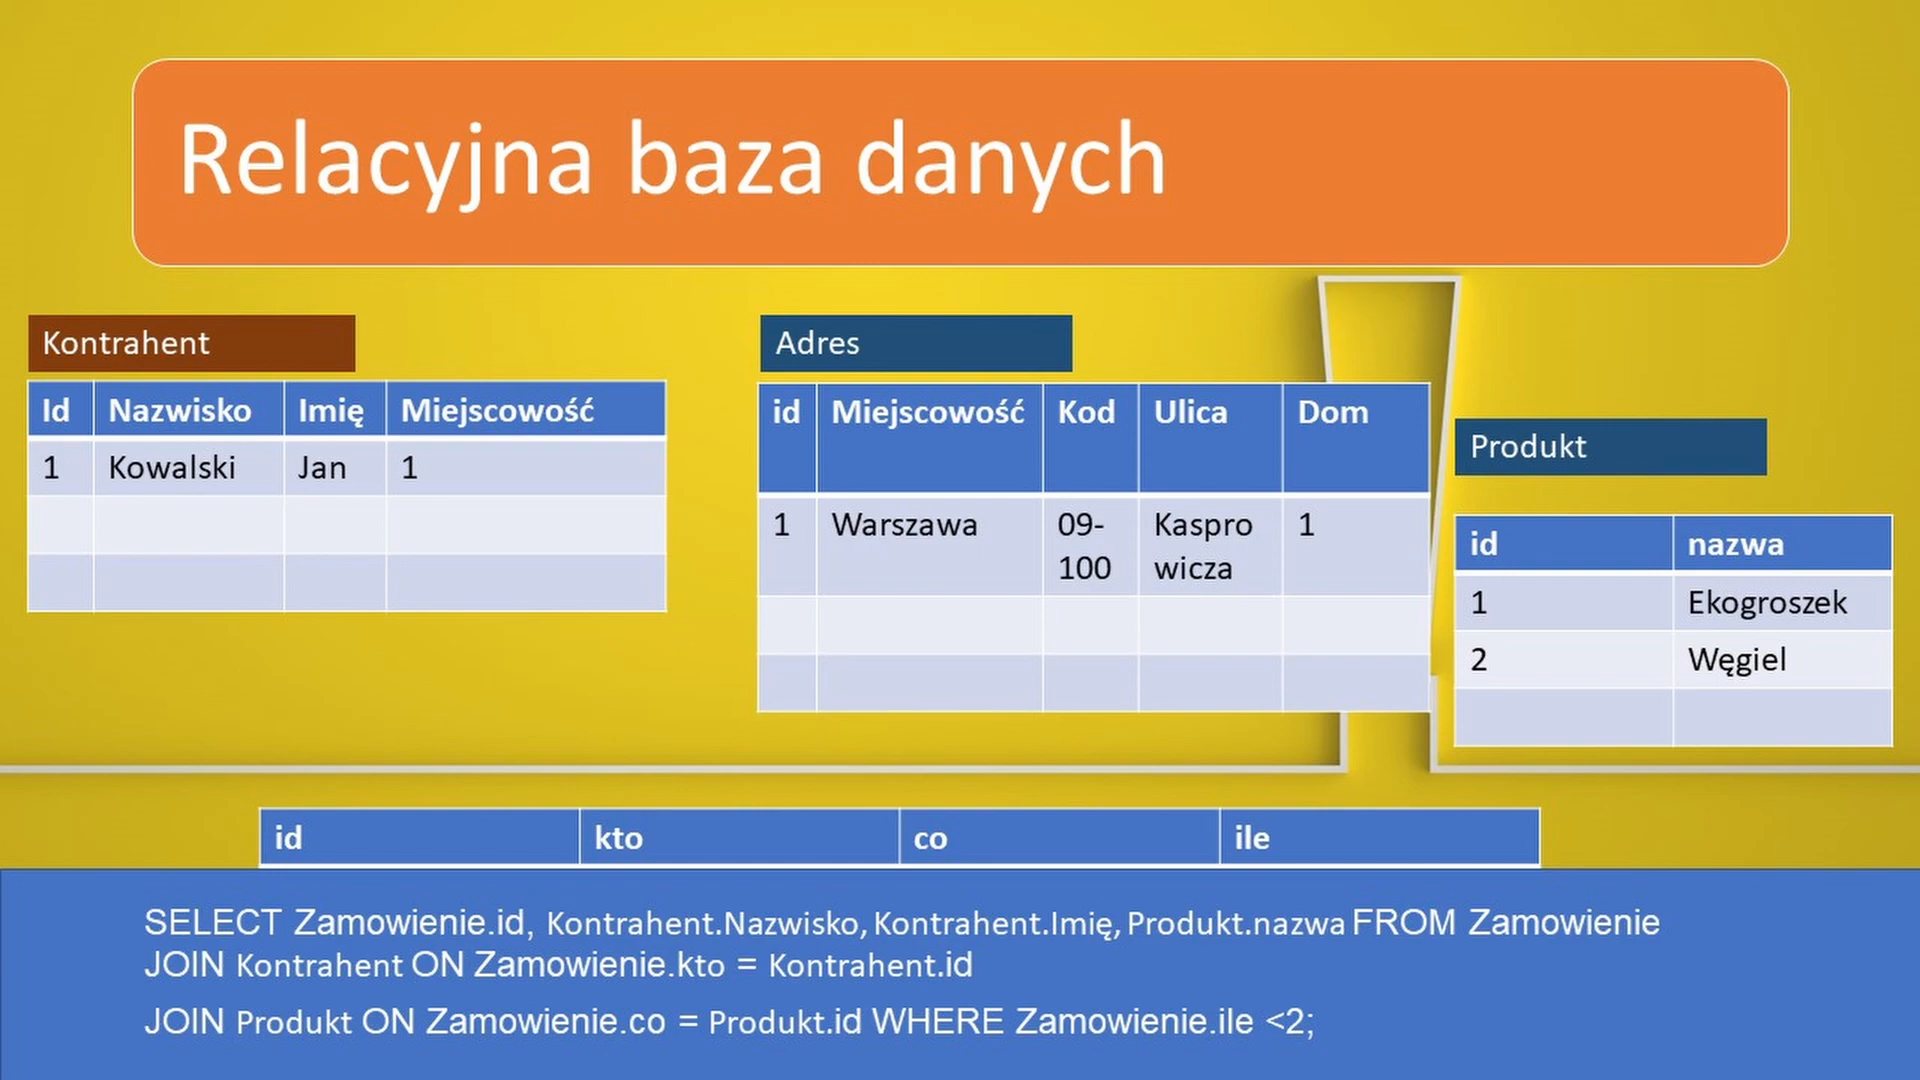 Relacyjna baza danych
Kontrahent
Id Nazwisko Imię Miejscowość
1 Kowalski Jan 1
Adres
id Miejscowość Kod Ulica Dom
1 Warszawa 09-100 Kasprowicza 1
Produkt
id nazwa
1 Ekogroszek
2 Węgiel
id kto co ile
SELECT Zamowienie.id, Kontrahent.Nazwisko, Kontrahent.Imię, Produkt.nazwa FROM Zamowienie
JOIN Kontrahent ON Zamowienie.kto = Kontrahent.id
JOIN Produkt ON Zamowienie.co = Produkt.id WHERE Zamowienie.ile <2;